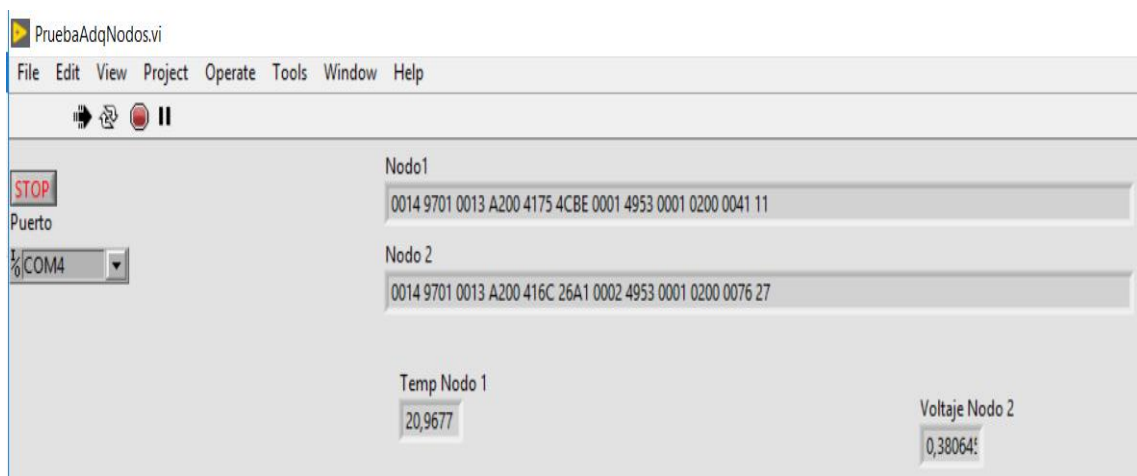 PruebaAdqNodos.vi
File Edit View Project Operate Tools Window Help
STOP
Puerto
COM4
Nodo1
0014 9701 0013 A200 4175 4CBE 0001 4953 0001 0200 0041 11
Nodo 2
0014 9701 0013 A200 416C 26A1 0002 4953 0001 0200 0076 27
Temp Nodo 1
20,9677
Voltaje Nodo 2
0,38064